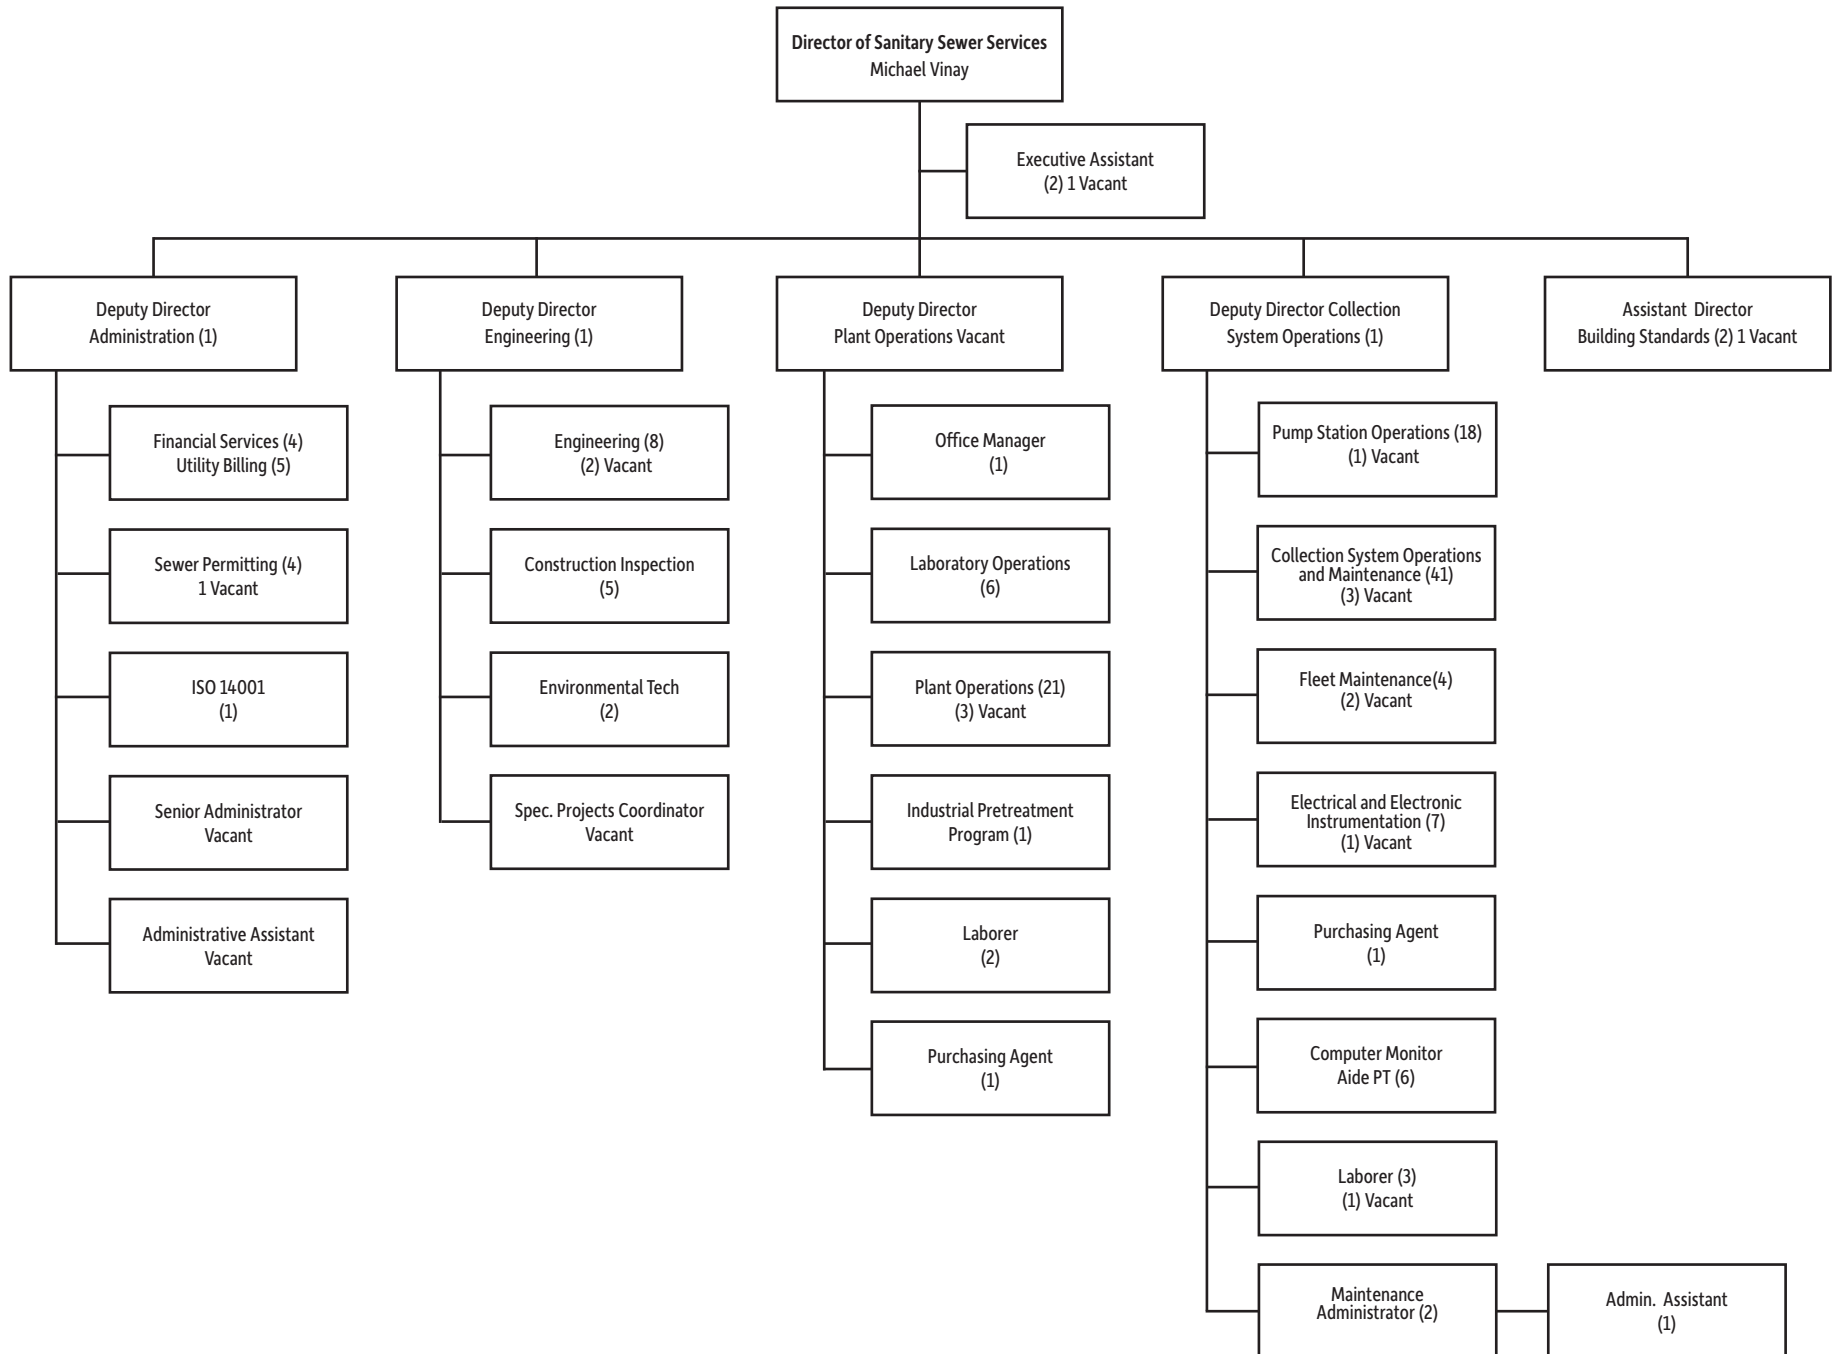 Director of Sanitary Sewer Services
Michael Vinay
Executive Assistant
(2) 1 Vacant
Deputy Director
Administration (1)
Deputy Director
Engineering (1)
Deputy Director
Plant Operations Vacant
Deputy Director Collection
System Operations (1)
Assistant Director
Building Standards (2) 1 Vacant
Financial Services (4)
Utility Billing (5)
Sewer Permitting (4)
1 Vacant
ISO 14001
(1)
Senior Administrator
Vacant
Administrative Assistant
Vacant
Engineering (8)
(2) Vacant
Construction Inspection
(5)
Environmental Tech
(2)
Spec. Projects Coordinator
Vacant
Office Manager
(1)
Laboratory Operations
(6)
Plant Operations (21)
(3) Vacant
Industrial Pretreatment
Program (1)
Laborer
(2)
Purchasing Agent
(1)
Pump Station Operations (18)
(1) Vacant
Collection System Operations
and Maintenance (41)
(3) Vacant
Fleet Maintenance(4)
(2) Vacant
Electrical and Electronic
Instrumentation (7)
(1) Vacant
Purchasing Agent
(1)
Computer Monitor
Aide PT (6)
Laborer (3)
(1) Vacant
Maintenance
Administrator (2)
Admin. Assistant
(1)